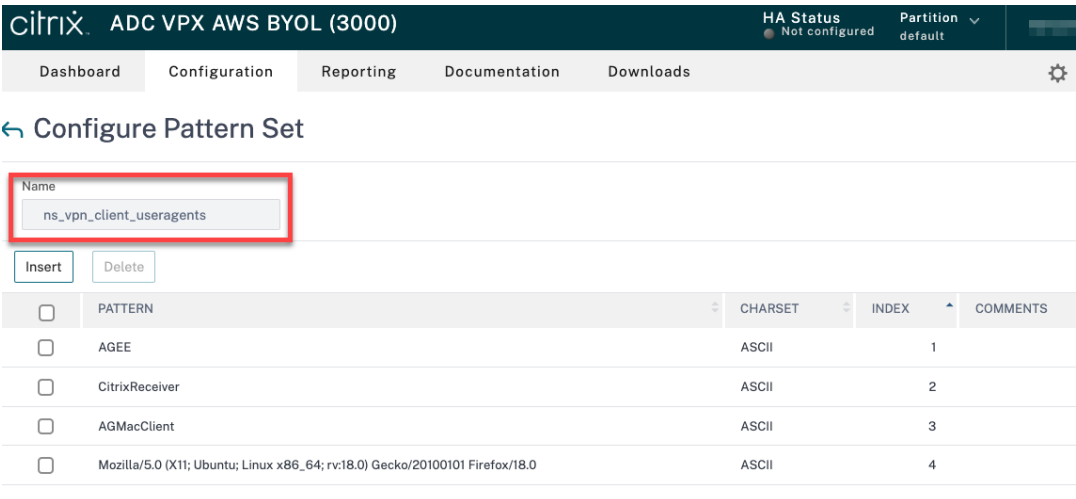 citrix. ADC VPX AWS BYOL (3000)
HA Status
Not configured
Partition
default
Dashboard Configuration Reporting Documentation Downloads
Configure Pattern Set
Name
ns_vpn_client_useragents
Insert Delete
PATTERN CHARSET INDEX COMMENTS
AGEE ASCII 1
CitrixReceiver ASCII 2
AGMacClient ASCII 3
Mozilla/5.0 (X11; Ubuntu; Linux x86_64; rv:18.0) Gecko/20100101 Firefox/18.0 ASCII 4